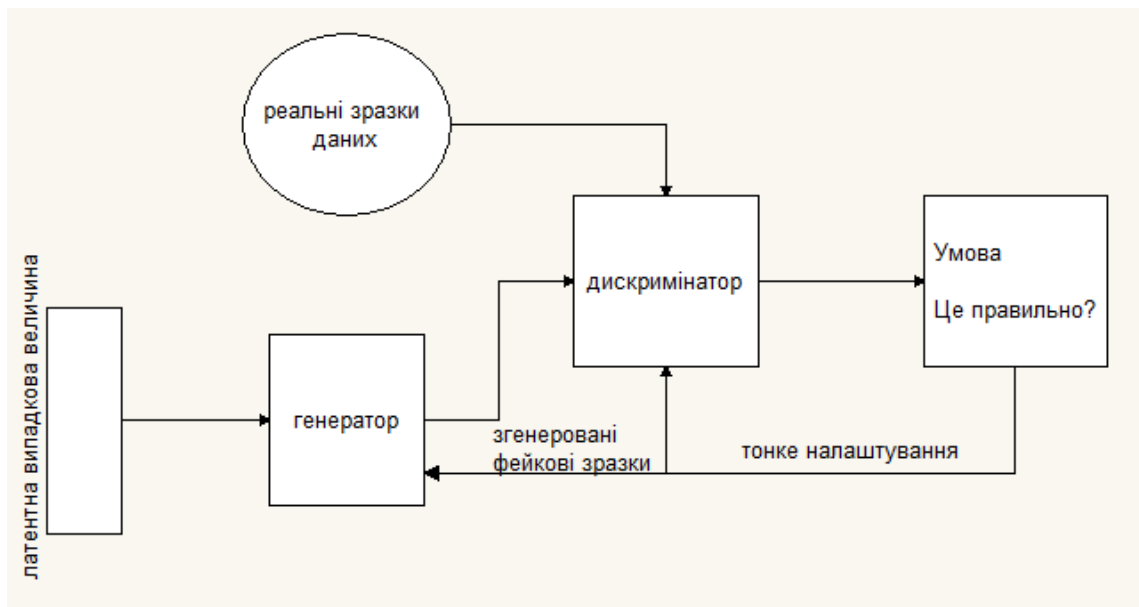 реальні зразки
даних
дискримінатор
Умова
Це правильно?
латентна випадкова величина
генератор
згенеровані
фейкові зразки
тонке налаштування